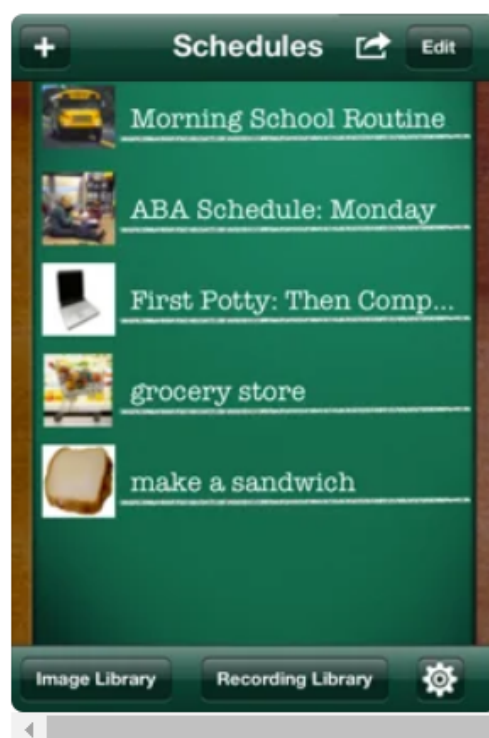 + Schedules Edit
Morning School Routine
ABA Schedule: Monday
First Potty: Then Comp...
grocery store
make a sandwich
Image Library Recording Library